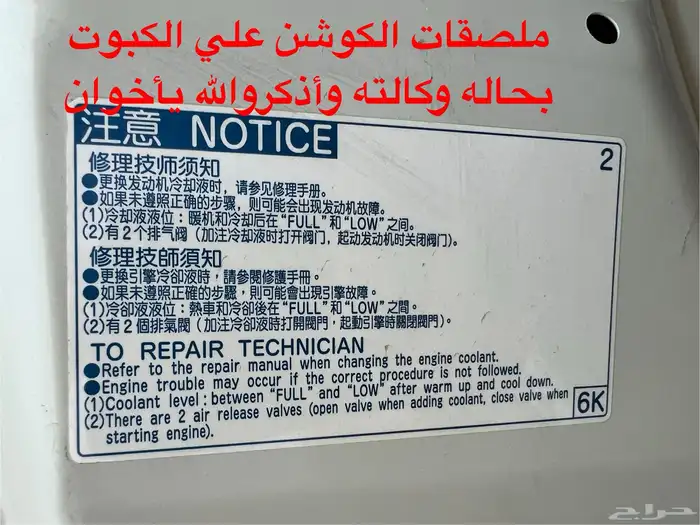 ملصقات الكوشن علي الكبوت
بحاله وكالته وأذكروالله يأخوان
注意 NOTICE
2
修理技师须知
●更换发动机冷却液时，请参见修理手册。
●如果未遵照正确的步骤，则可能会出现发动机故障。
(1)冷却液液位：暖机和冷却后在“FULL”和“LOW”之间。
(2)有2个排气阀（加注冷却液时打开阀门，起动发动机时关闭阀门）。
修理技師須知
●更換引擎冷卻液時，請參閱修護手冊。
●如果未遵照正確的步驟，則可能會出現引擎故障。
(1)冷卻液液位：熱車和冷卻後在“FULL”和“LOW”之間。
(2)有2個排氣閥（加注冷卻液時打開閥門，起動引擎時關閉閥門）。
TO REPAIR TECHNICIAN
●Refer to the repair manual when changing the engine coolant.
●Engine trouble may occur if the correct procedure is not followed.
(1)Coolant level：between “FULL” and “LOW” after warm up and cool down.
(2)There are 2 air release valves (open valve when adding coolant, close valve when
starting engine).
6K
حراج